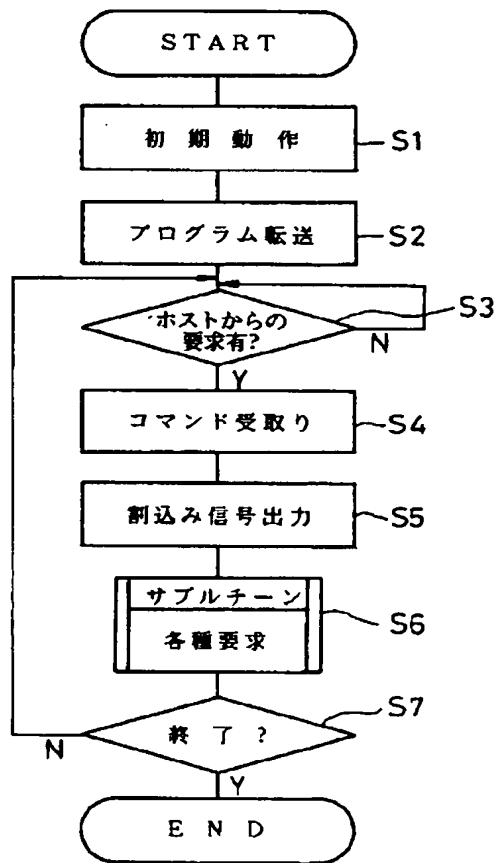 START
初期動作
S1
プログラム転送
S2
ホストからの
要求有?
S3
N
Y
コマンド受取り
S4
割込み信号出力
S5
サブルチーン
各種要求
S6
終了?
S7
N
Y
END